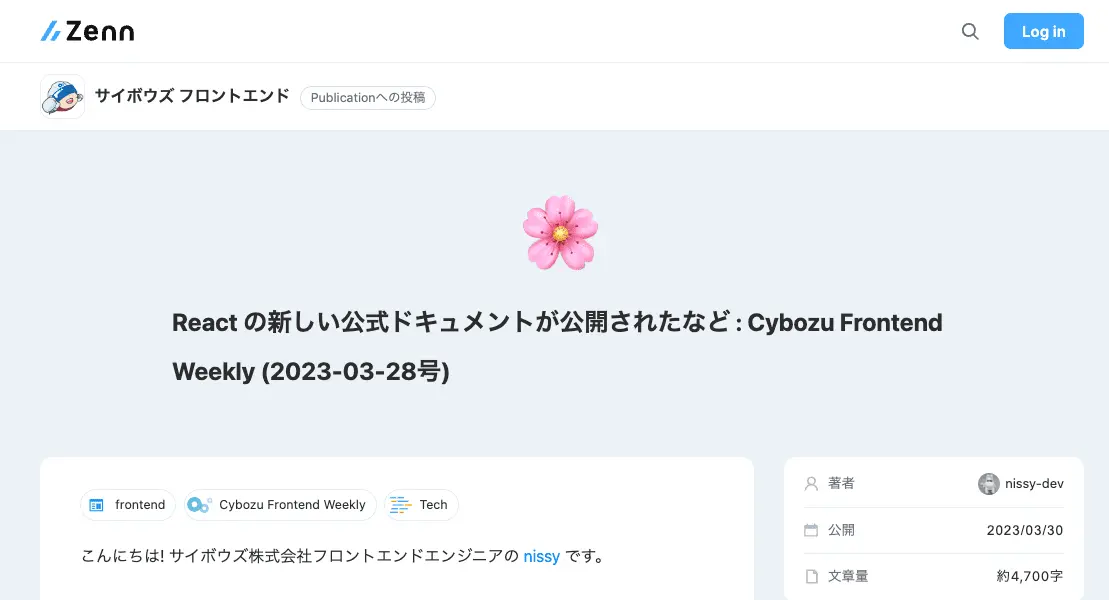 Zenn
Log in
サイボウズ フロントエンド
Publicationへの投稿
React の新しい公式ドキュメントが公開されたなど : Cybozu Frontend
Weekly (2023-03-28号)
frontend
Cybozu Frontend Weekly
Tech
こんにちは! サイボウズ株式会社フロントエンドエンジニアの nissy です。
著者
nissy-dev
公開
2023/03/30
文章量
約4,700字